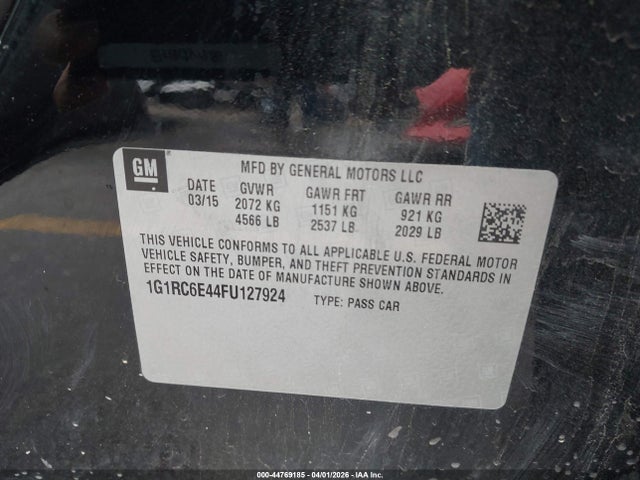 GM
MFD BY GENERAL MOTORS LLC
DATE GVWR GAWR FRT GAWR RR
03/15 2072 KG 1151 KG 921 KG
4566 LB 2537 LB 2029 LB
THIS VEHICLE CONFORMS TO ALL APPLICABLE U.S. FEDERAL MOTOR
VEHICLE SAFETY, BUMPER, AND THEFT PREVENTION STANDARDS IN
EFFECT ON THE DATE OF MANUFACTURE SHOWN ABOVE.
1G1RC6E44FU127924 TYPE: PASS CAR
000-44769185 - 04/01/2026 - IAA Inc.